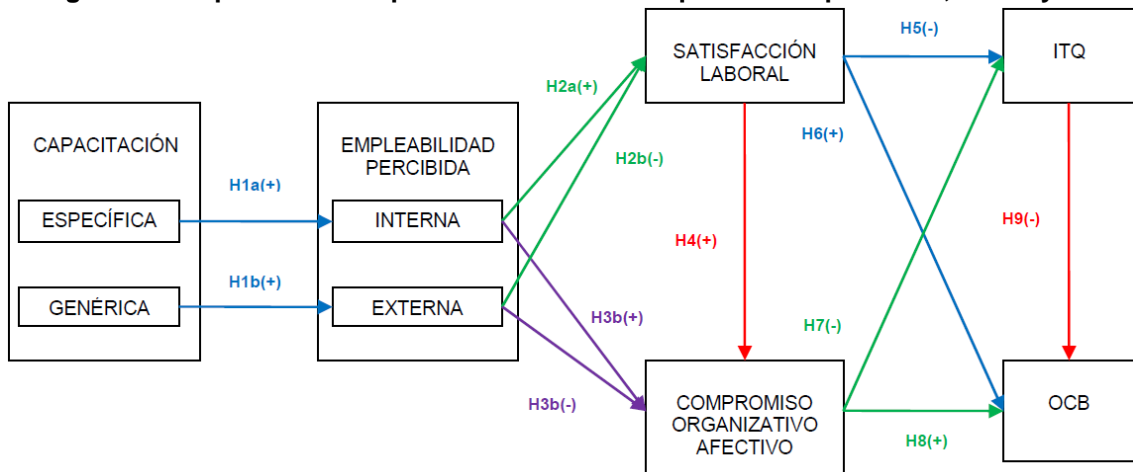 SATISFACCIÓN
LABORAL
H5(-)
ITQ
H2a(+)
CAPACITACIÓN
EMPLEABILIDAD
PERCIBIDA
H6(+)
H2b(-)
H1a(+)
ESPECÍFICA
INTERNA
H4(+)
H9(-)
H1b(+)
GENÉRICA
EXTERNA
H3b(+)
H7(-)
H3b(-)
COMPROMISO
ORGANIZATIVO
AFECTIVO
OCB
H8(+)